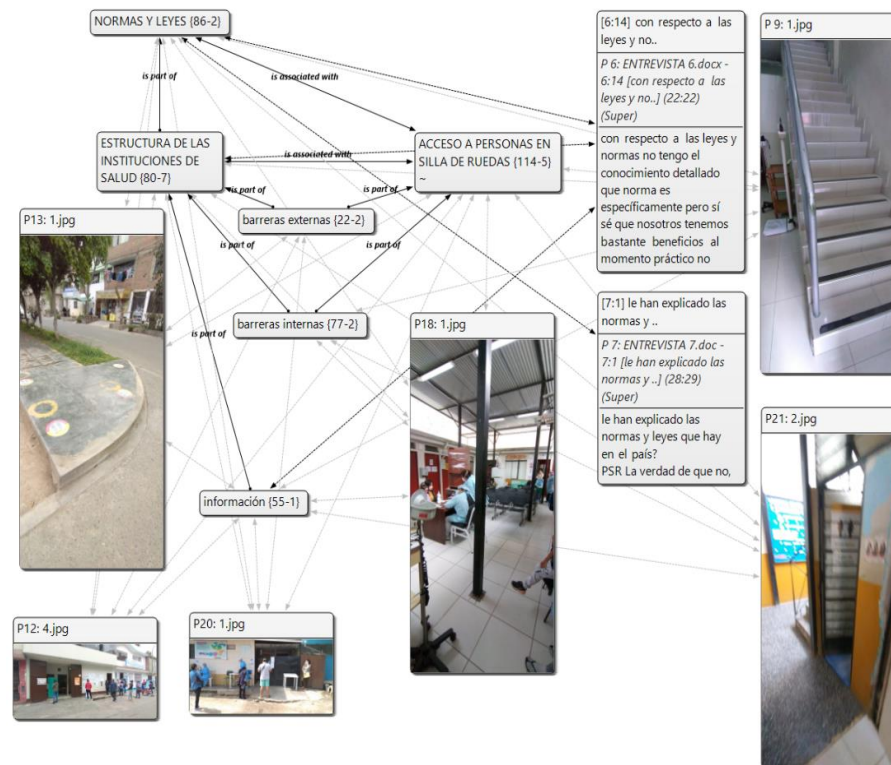 NORMAS Y LEYES {86-2}
is part of
is associated with
ESTRUCTURA DE LAS
INSTITUCIONES DE
SALUD {80-7}
is associated with
ACCESO A PERSONAS EN
SILLA DE RUEDAS {114-5}
~
is part of
is part of
barreras externas {22-2}
is part of
is part of
barreras internas {77-2}
is part of
información {55-1}
P13: 1.jpg
P12: 4.jpg
P20: 1.jpg
P18: 1.jpg
[6:14] con respecto a las
leyes y no..
P 6: ENTREVISTA 6.docx -
6:14 [con respecto a las
leyes y no..] (22:22)
(Super)
con respecto a las leyes y
normas no tengo el
conocimiento detallado
que norma es
específicamente pero sí
sé que nosotros tenemos
bastante beneficios al
momento práctico no
[7:1] le han explicado las
normas y ..
P 7: ENTREVISTA 7.doc -
7:1 [le han explicado las
normas y ..] (28:29)
(Super)
le han explicado las
normas y leyes que hay
en el país?
PSR La verdad de que no,
P 9: 1.jpg
P21: 2.jpg